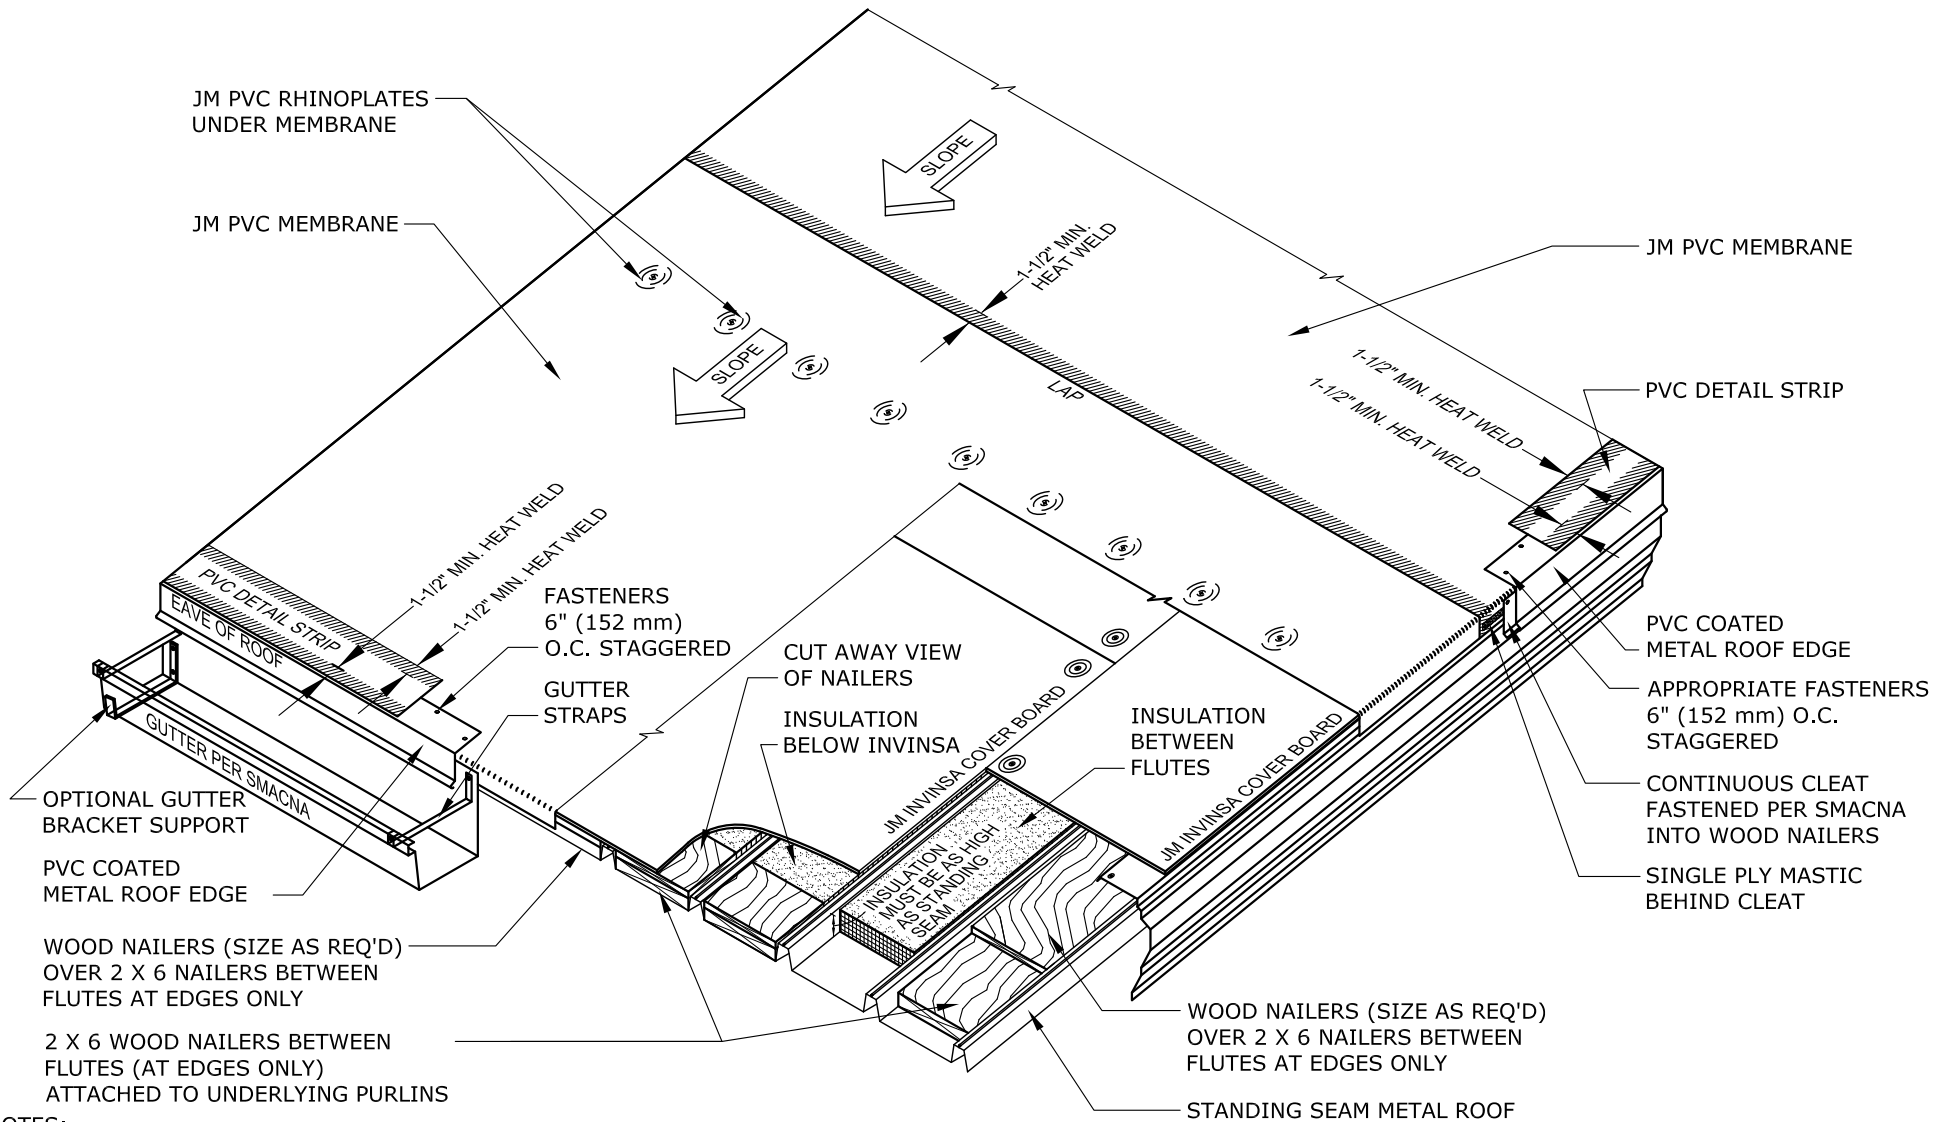 JM PVC RHINOPLATES
UNDER MEMBRANE
JM PVC MEMBRANE
SLOPE
SLOPE
1-1/2" MIN.
HEAT WELD
LAP
JM PVC MEMBRANE
1-1/2" MIN. HEAT WELD
1-1/2" MIN. HEAT WELD
PVC DETAIL STRIP
1-1/2" MIN. HEAT WELD
1-1/2" MIN. HEAT WELD
PVC DETAIL STRIP
EAVE OF ROOF
GUTTER PER SMACNA
FASTENERS
6" (152 mm)
O.C. STAGGERED
GUTTER
STRAPS
CUT AWAY VIEW
OF NAILERS
INSULATION
BELOW INVINSA
JM INVINSA COVER BOARD
INSULATION
BETWEEN
FLUTES
JM INVINSA COVER BOARD
INSULATION
MUST BE AS HIGH
AS STANDING
SEAM
PVC COATED
METAL ROOF EDGE
APPROPRIATE FASTENERS
6" (152 mm) O.C.
STAGGERED
CONTINUOUS CLEAT
FASTENED PER SMACNA
INTO WOOD NAILERS
SINGLE PLY MASTIC
BEHIND CLEAT
OPTIONAL GUTTER
BRACKET SUPPORT
PVC COATED
METAL ROOF EDGE
WOOD NAILERS (SIZE AS REQ'D)
OVER 2 X 6 NAILERS BETWEEN
FLUTES AT EDGES ONLY
2 X 6 WOOD NAILERS BETWEEN
FLUTES (AT EDGES ONLY)
ATTACHED TO UNDERLYING PURLINS
WOOD NAILERS (SIZE AS REQ'D)
OVER 2 X 6 NAILERS BETWEEN
FLUTES AT EDGES ONLY
STANDING SEAM METAL ROOF